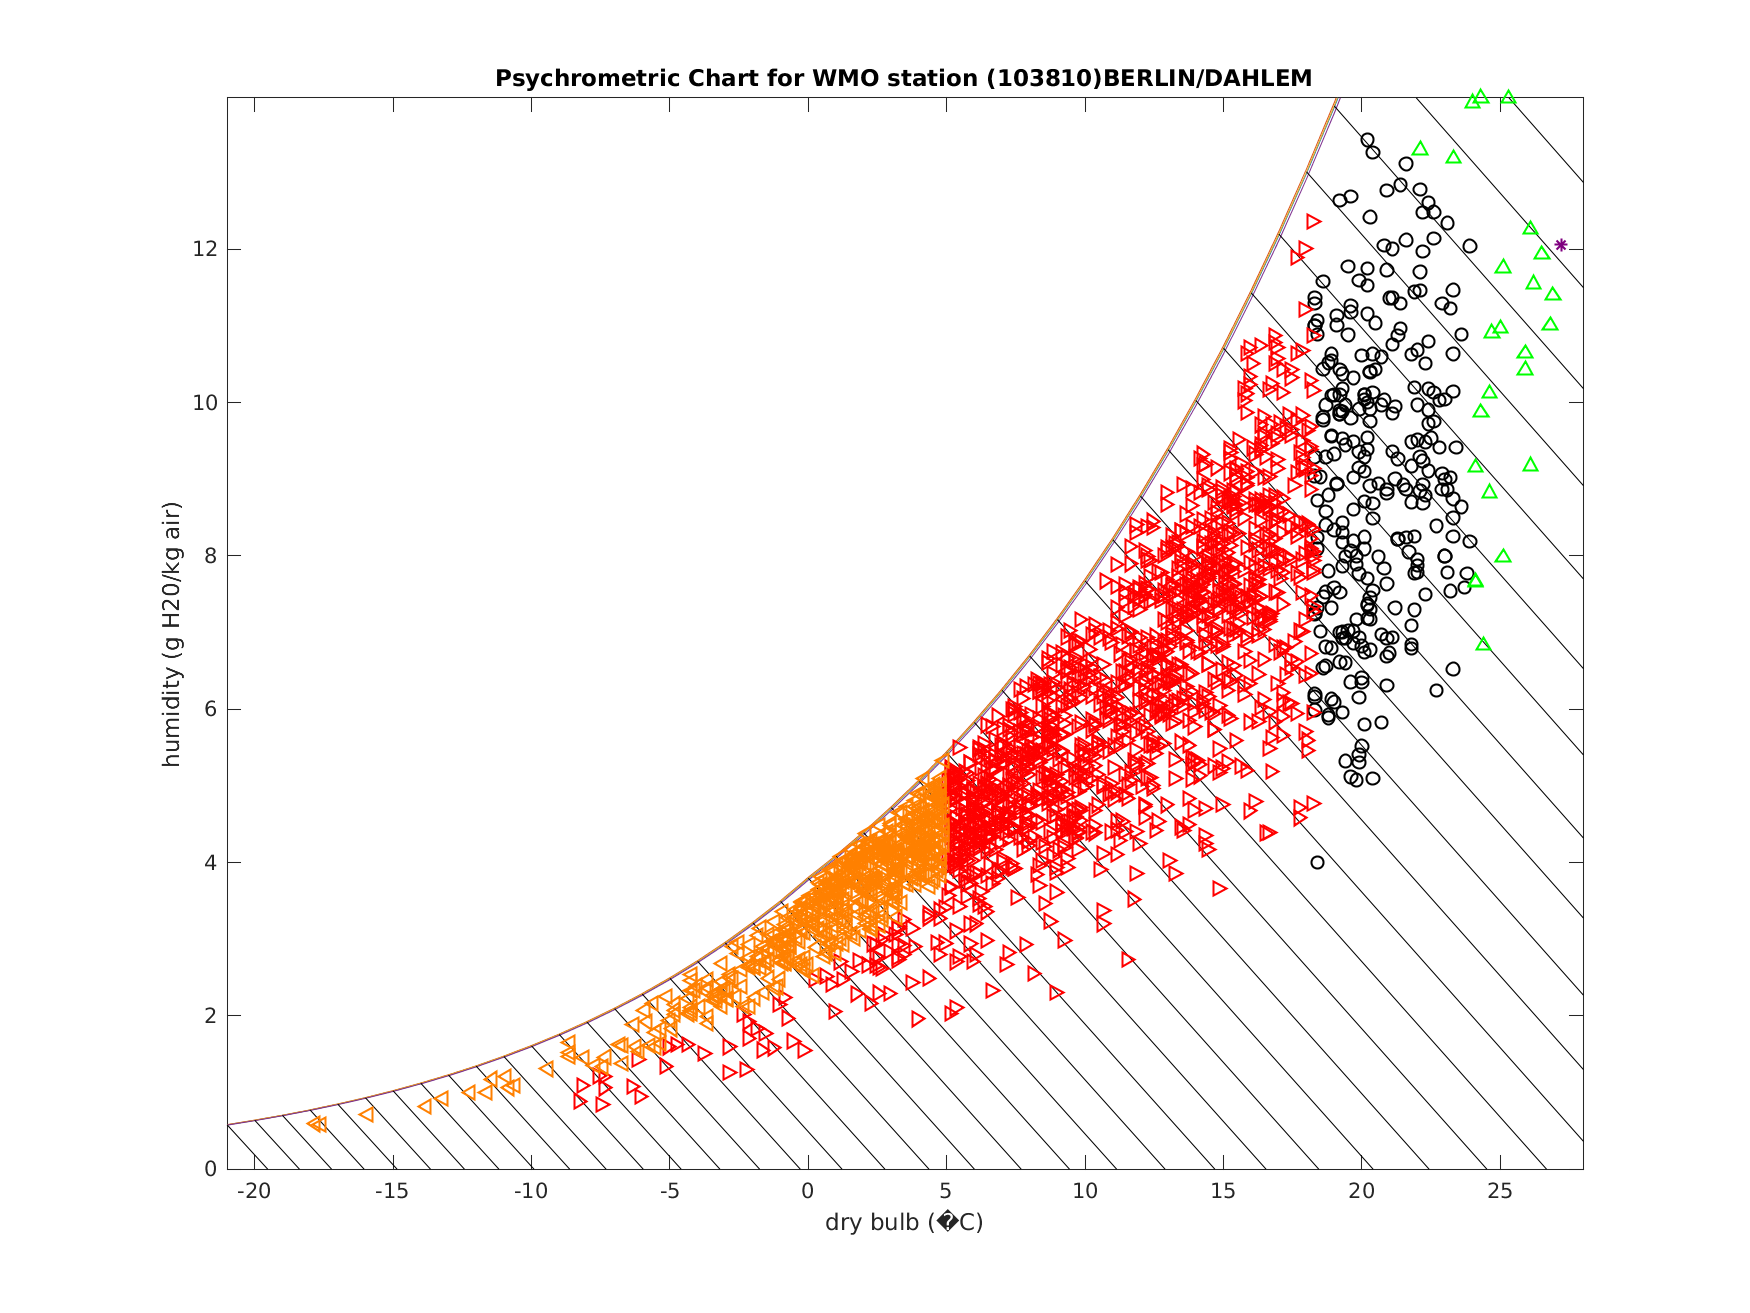 Psychrometric Chart for WMO station (103810)BERLIN/DAHLEM
humidity (g H20/kg air)
12
10
8
6
4
2
0
-20 -15 -10 -5 0 5 10 15 20 25
dry bulb (�C)